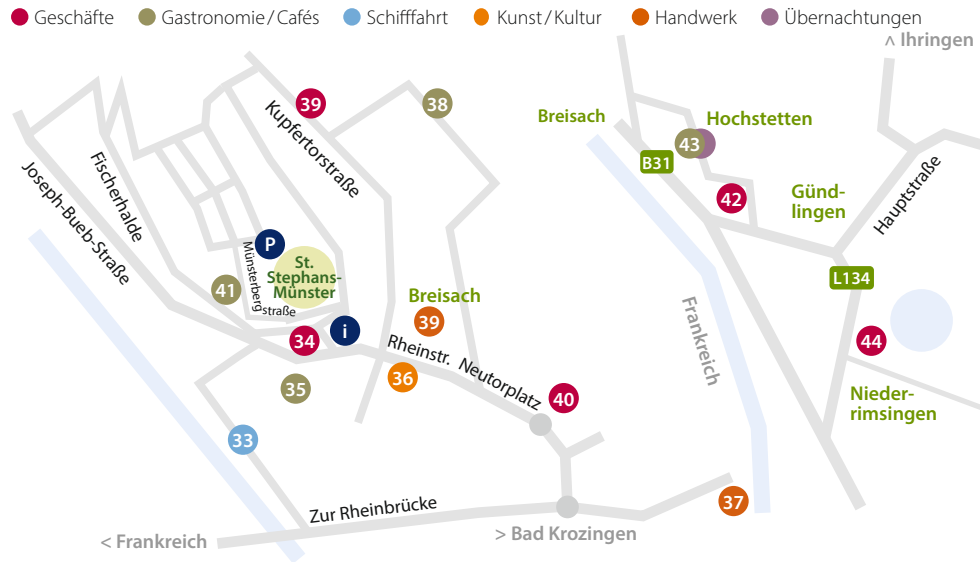 Geschäfte
Gastronomie / Cafés
Schifffahrt
Kunst / Kultur
Handwerk
Übernachtungen
^ Ihringen
39
38
Kupfertorstraße
Breisach
Hochstetten
43
B31
Fischerhalde
Joseph-Bueb-Straße
42
Günd-
lingen
Hauptstraße
P
St.
Stephans-
Münster
Münsterberg
straße
41
L134
Breisach
39
Frankreich
34
i
44
Rheinstr.
Neutorplatz
36
35
40
Nieder-
rimsingen
33
37
Zur Rheinbrücke
< Frankreich
> Bad Krozingen